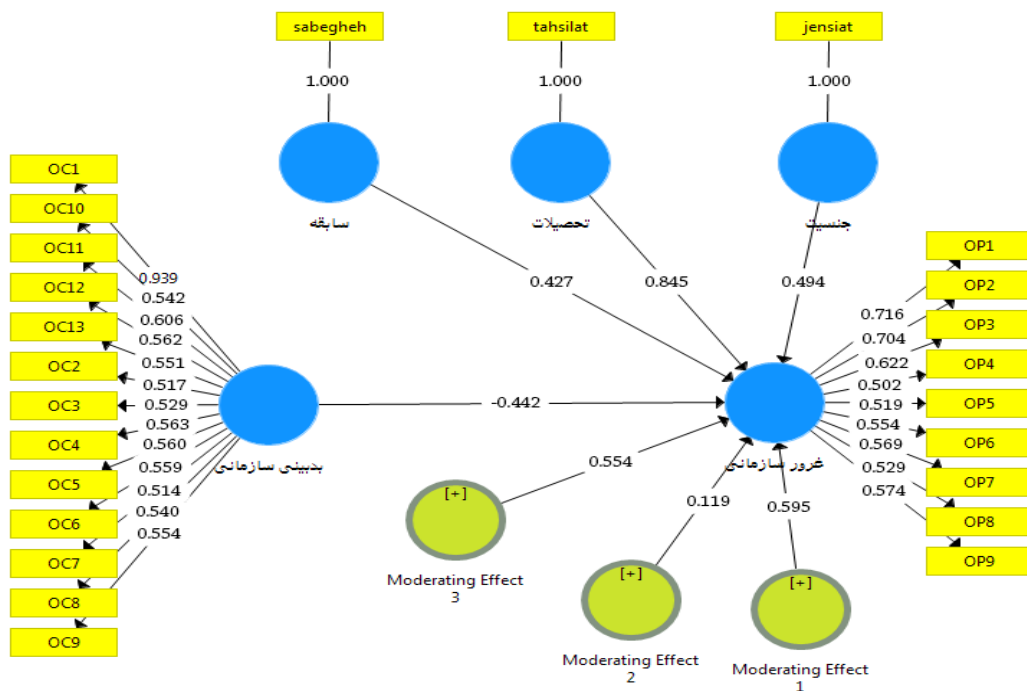 sabegheh
tahsilat
jensiat
1.000
1.000
1.000
سابقه
تحصیلات
جنسیت
OC1
OC10
OC11
OC12
OC13
OC2
OC3
OC4
OC5
OC6
OC7
OC8
OC9
0.939
0.542
0.606
0.562
0.551
0.517
0.529
0.563
0.560
0.559
0.514
0.540
0.554
بدبینی سازمانی
0.427
0.845
0.494
-0.442
0.554
0.119
0.595
غرور سازمانی
0.716
0.704
0.622
0.502
0.519
0.554
0.569
0.529
0.574
OP1
OP2
OP3
OP4
OP5
OP6
OP7
OP8
OP9
[+]
Moderating Effect
3
[+]
Moderating Effect
2
[+]
Moderating Effect
1